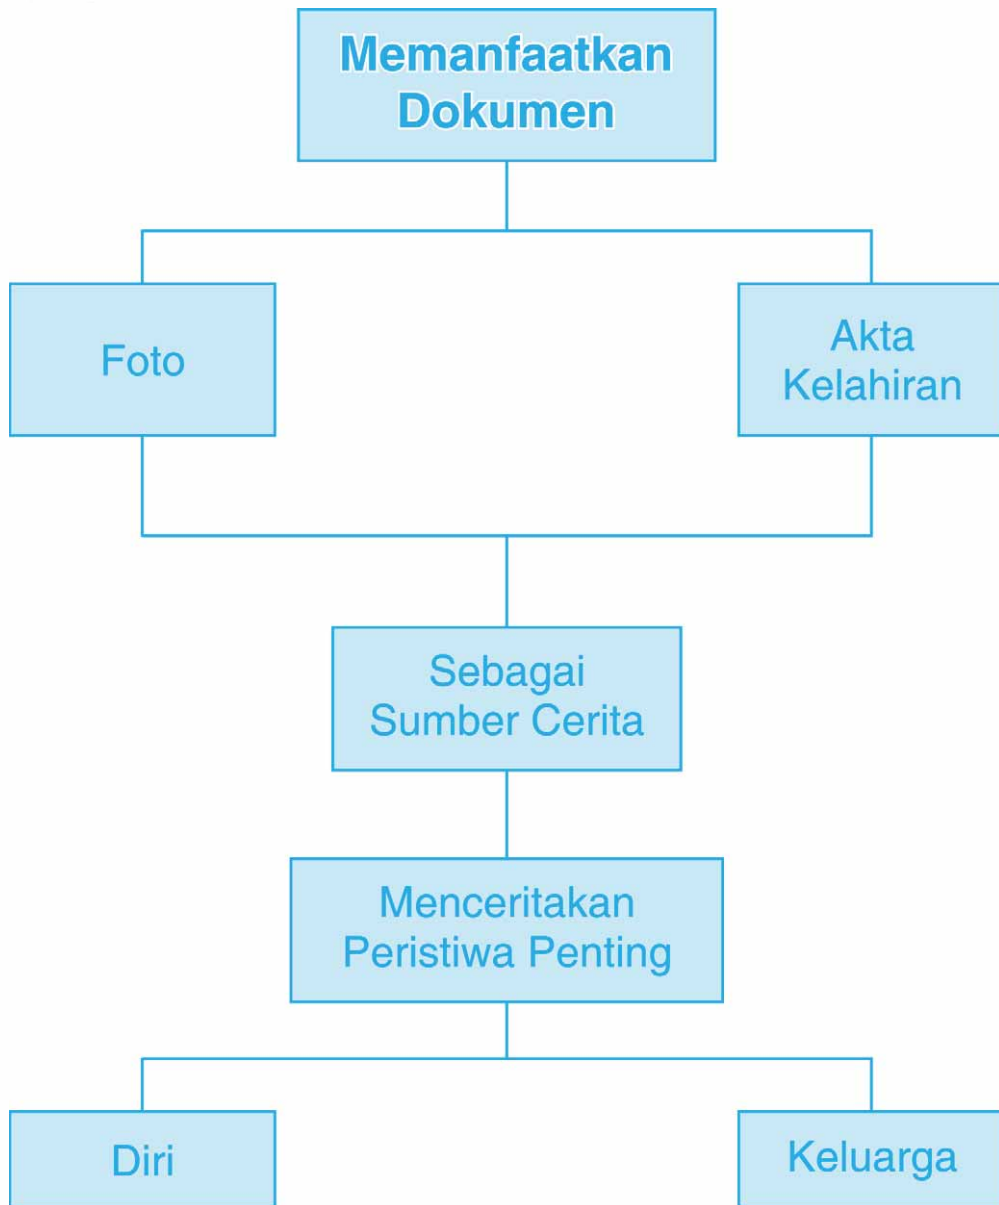 Memanfaatkan
Dokumen
Foto
Akta
Kelahiran
Sebagai
Sumber Cerita
Menceritakan
Peristiwa Penting
Diri
Keluarga